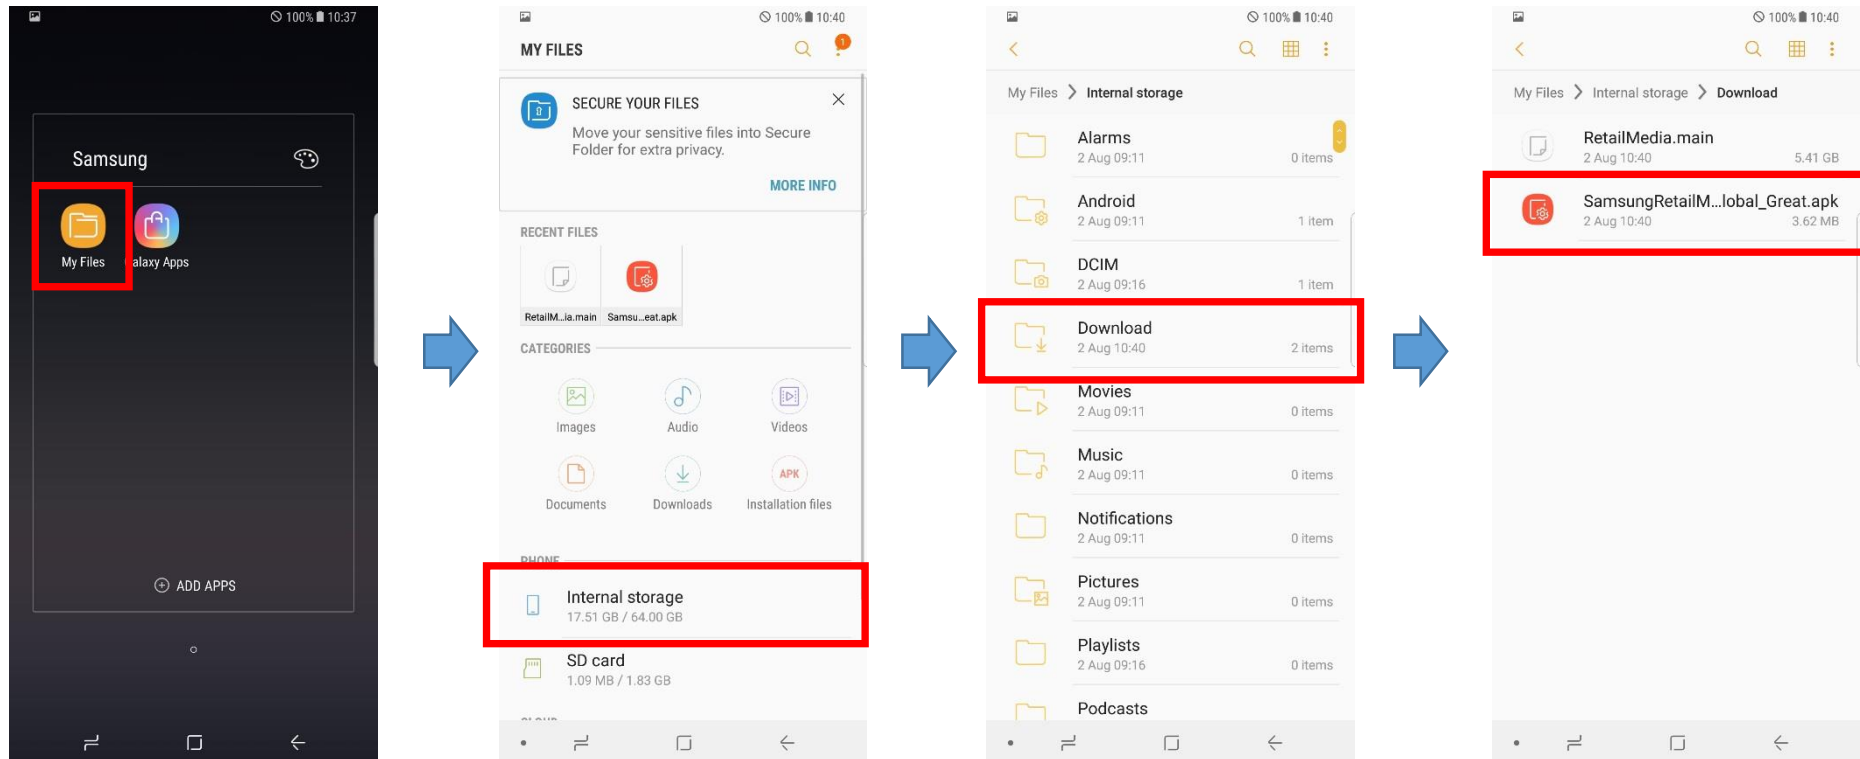 100% 10:37
Samsung
My Files
alaxy Apps
ADD APPS
100% 10:40
MY FILES
1
SECURE YOUR FILES
Move your sensitive files into Secure
Folder for extra privacy.
MORE INFO
RECENT FILES
RetailM...ia.main
Samsu...eat.apk
CATEGORIES
Images
Audio
Videos
APK
Documents
Downloads
Installation files
PHONE
Internal storage
17.51 GB / 64.00 GB
SD card
1.09 MB / 1.83 GB
CLOUD
100% 10:40
My Files > Internal storage
Alarms
2 Aug 09:11 0 items
Android
2 Aug 09:11 1 item
DCIM
2 Aug 09:16 1 item
Download
2 Aug 10:40 2 items
Movies
2 Aug 09:11 0 items
Music
2 Aug 09:11 0 items
Notifications
2 Aug 09:11 0 items
Pictures
2 Aug 09:11 0 items
Playlists
2 Aug 09:16 0 items
Podcasts
100% 10:40
My Files > Internal storage > Download
RetailMedia.main
2 Aug 10:40 5.41 GB
SamsungRetailM...lobal_Great.apk
2 Aug 10:40 3.62 MB